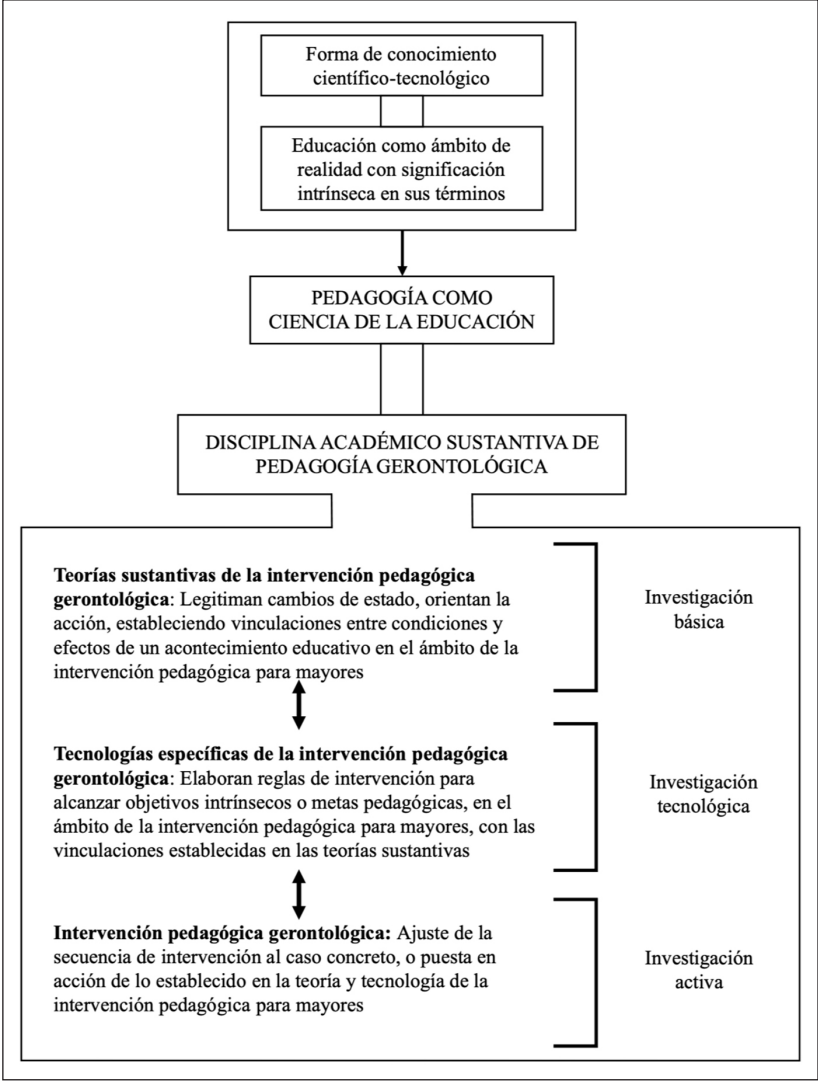 Forma de conocimiento
científico-tecnológico
Educación como ámbito de
realidad con significación
intrínseca en sus términos
PEDAGOGÍA COMO
CIENCIA DE LA EDUCACIÓN
DISCIPLINA ACADÉMICO SUSTANTIVA DE
PEDAGOGÍA GERONTOLÓGICA
Teorías sustantivas de la intervención pedagógica
gerontológica: Legitiman cambios de estado, orientan la
acción, estableciendo vinculaciones entre condiciones y
efectos de un acontecimiento educativo en el ámbito de la
intervención pedagógica para mayores
Investigación
básica
Tecnologías específicas de la intervención pedagógica
gerontológica: Elaboran reglas de intervención para
alcanzar objetivos intrínsecos o metas pedagógicas, en el
ámbito de la intervención pedagógica para mayores, con las
vinculaciones establecidas en las teorías sustantivas
Investigación
tecnológica
Intervención pedagógica gerontológica: Ajuste de la
secuencia de intervención al caso concreto, o puesta en
acción de lo establecido en la teoría y tecnología de la
intervención pedagógica para mayores
Investigación
activa